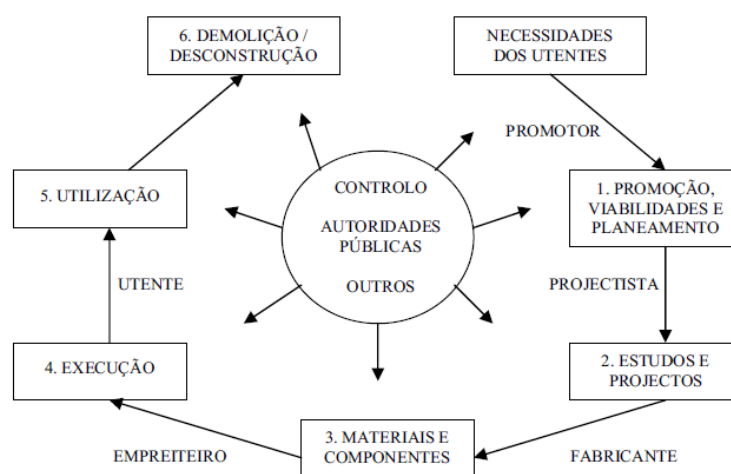 6. DEMOLIÇÃO /
DESCONSTRUÇÃO
NECESSIDADES
DOS UTENTES
PROMOTOR
CONTROLO
AUTORIDADES
PÚBLICAS
OUTROS
5. UTILIZAÇÃO
1. PROMOÇÃO,
VIABILIDADES E
PLANEAMENTO
UTENTE
PROJECTISTA
4. EXECUÇÃO
2. ESTUDOS E
PROJECTOS
EMPREITEIRO
3. MATERIAIS E
COMPONENTES
FABRICANTE